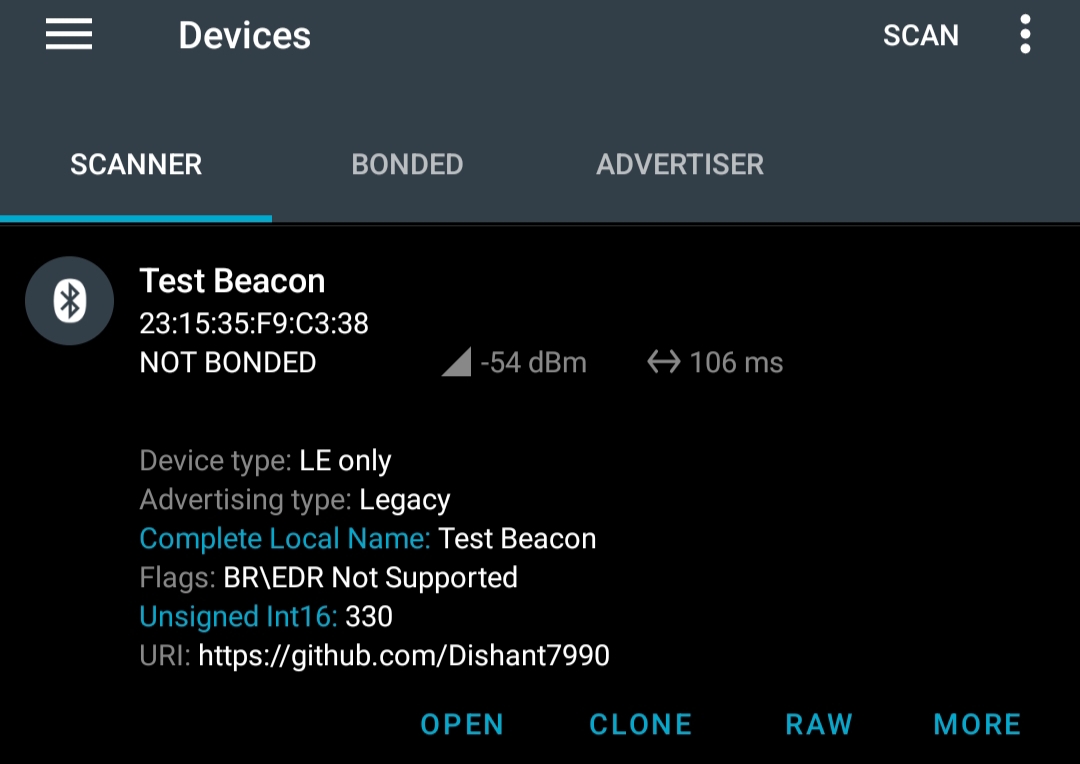 Devices SCAN
SCANNER BONDED ADVERTISER
Test Beacon
23:15:35:F9:C3:38
NOT BONDED -54 dBm 106 ms
Device type: LE only
Advertising type: Legacy
Complete Local Name: Test Beacon
Flags: BR\EDR Not Supported
Unsigned Int16: 330
URI: https://github.com/Dishant7990
OPEN CLONE RAW MORE